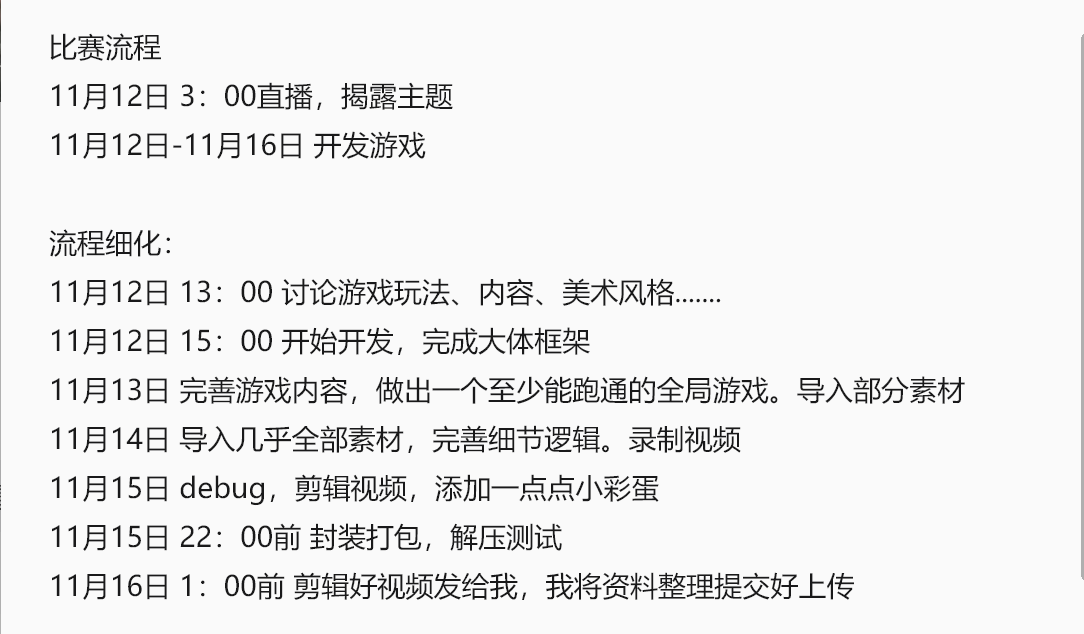 比赛流程
11月12日 3：00直播，揭露主题
11月12日-11月16日 开发游戏
流程细化：
11月12日 13：00 讨论游戏玩法、内容、美术风格.......
11月12日 15：00 开始开发，完成大体框架
11月13日 完善游戏内容，做出一个至少能跑通的全局游戏。导入部分素材
11月14日 导入几乎全部素材，完善细节逻辑。录制视频
11月15日 debug，剪辑视频，添加一点点小彩蛋
11月15日 22：00前 封装打包，解压测试
11月16日 1：00前 剪辑好视频发给我，我将资料整理提交好上传